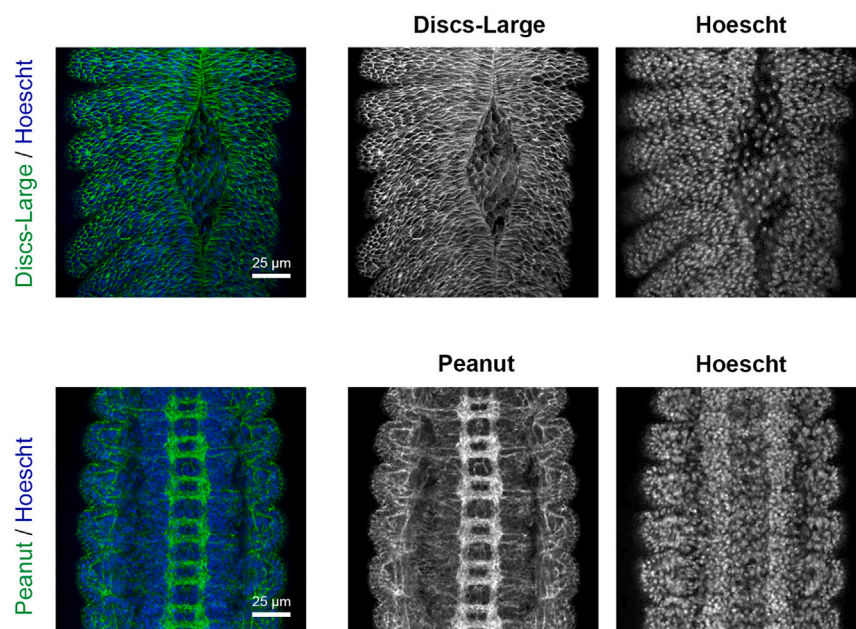 Discs-Large
Hoescht
Discs-Large / Hoescht
25 µm
Peanut
Hoescht
Peanut / Hoescht
25 µm